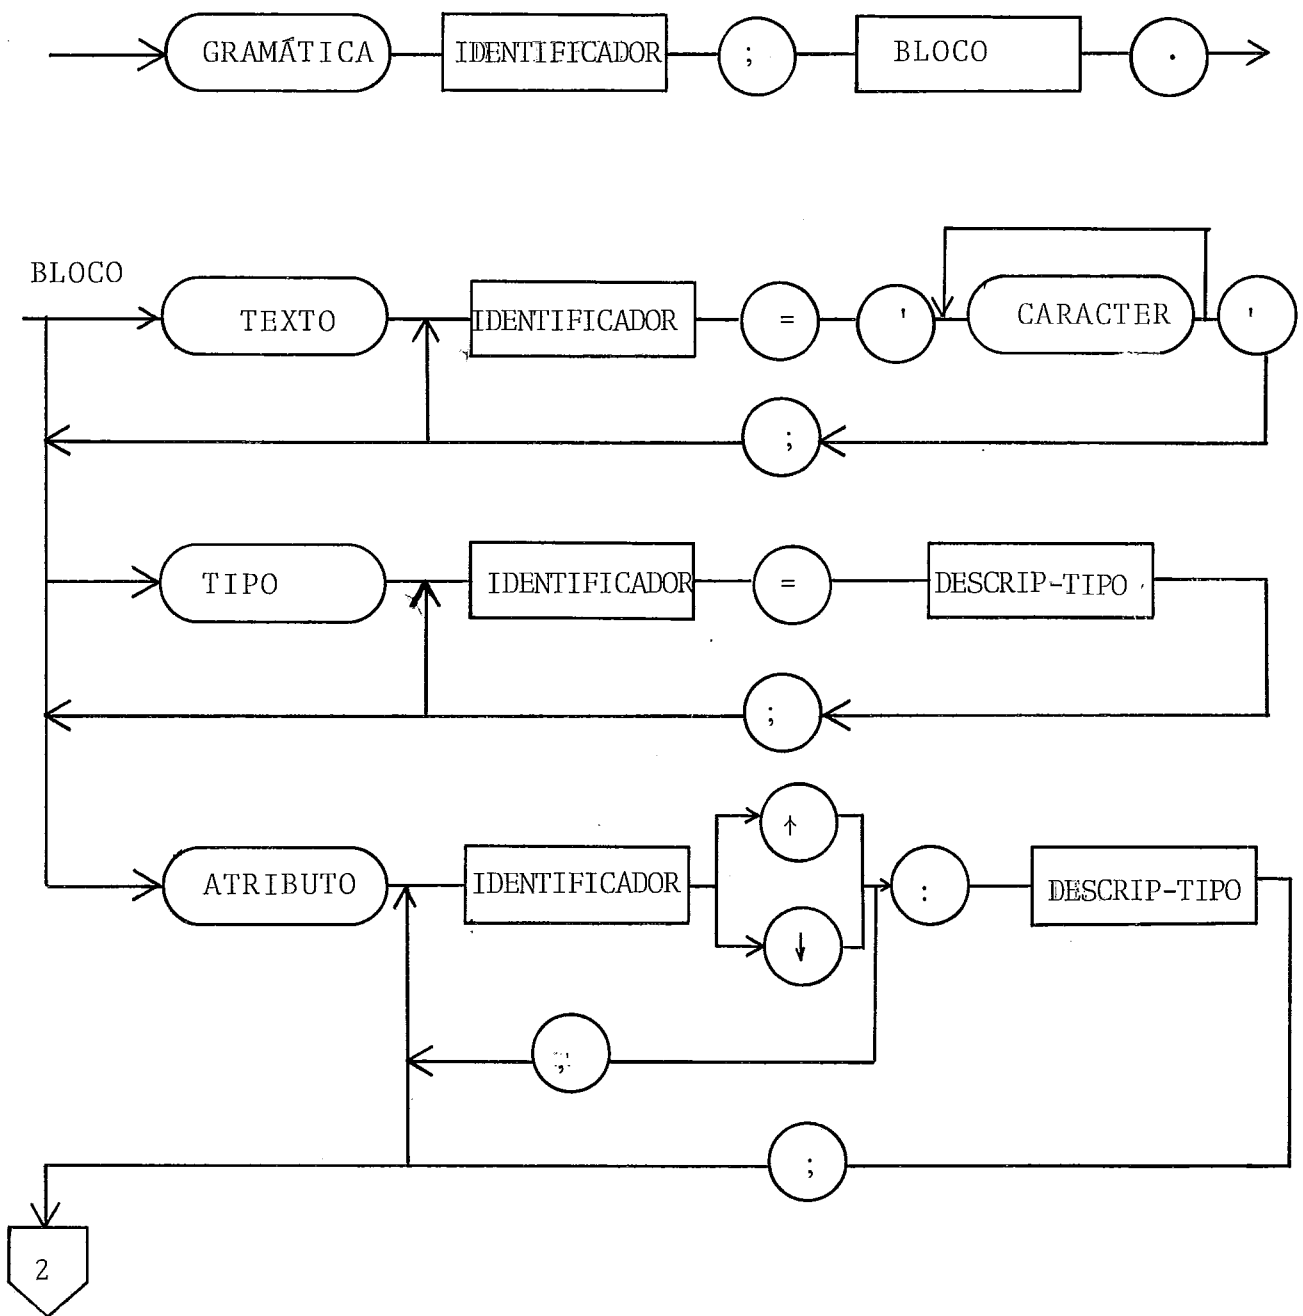 GRAMÁTICA IDENTIFICADOR ; BLOCO .
BLOCO
TEXTO IDENTIFICADOR = ' CARACTER '
;
TIPO IDENTIFICADOR = DESCRIP-TIPO
;
↑
ATRIBUTO IDENTIFICADOR : DESCRIP-TIPO
↓
;
2